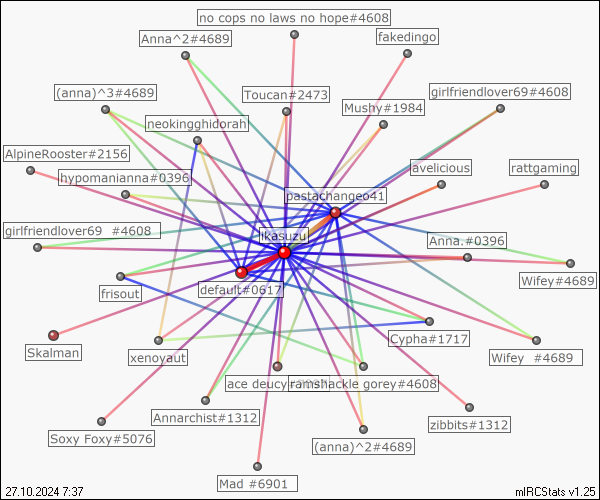 no cops no laws no hope#4608
Anna^2#4689
fakedingo
(anna)^3#4689
Toucan#2473
girlfriendlover69#4608
Mushy#1984
neokingghidorah
AlpineRooster#2156
hypomanianna#0396
avelicious
rattgaming
pastachangeo41
girlfriendlover69 #4608
ikasuzu
Anna.#0396
Wifey#4689
frisout
default#0617
Skalman
xenoyaut
Cypha#1717
Wifey #4689
ace deucy
ramshackle gorey#4608
Annarchist#1312
zibbits#1312
Soxy Foxy#5076
(anna)^2#4689
Mad #6901
27.10.2024 7:37
mIRCStats v1.25